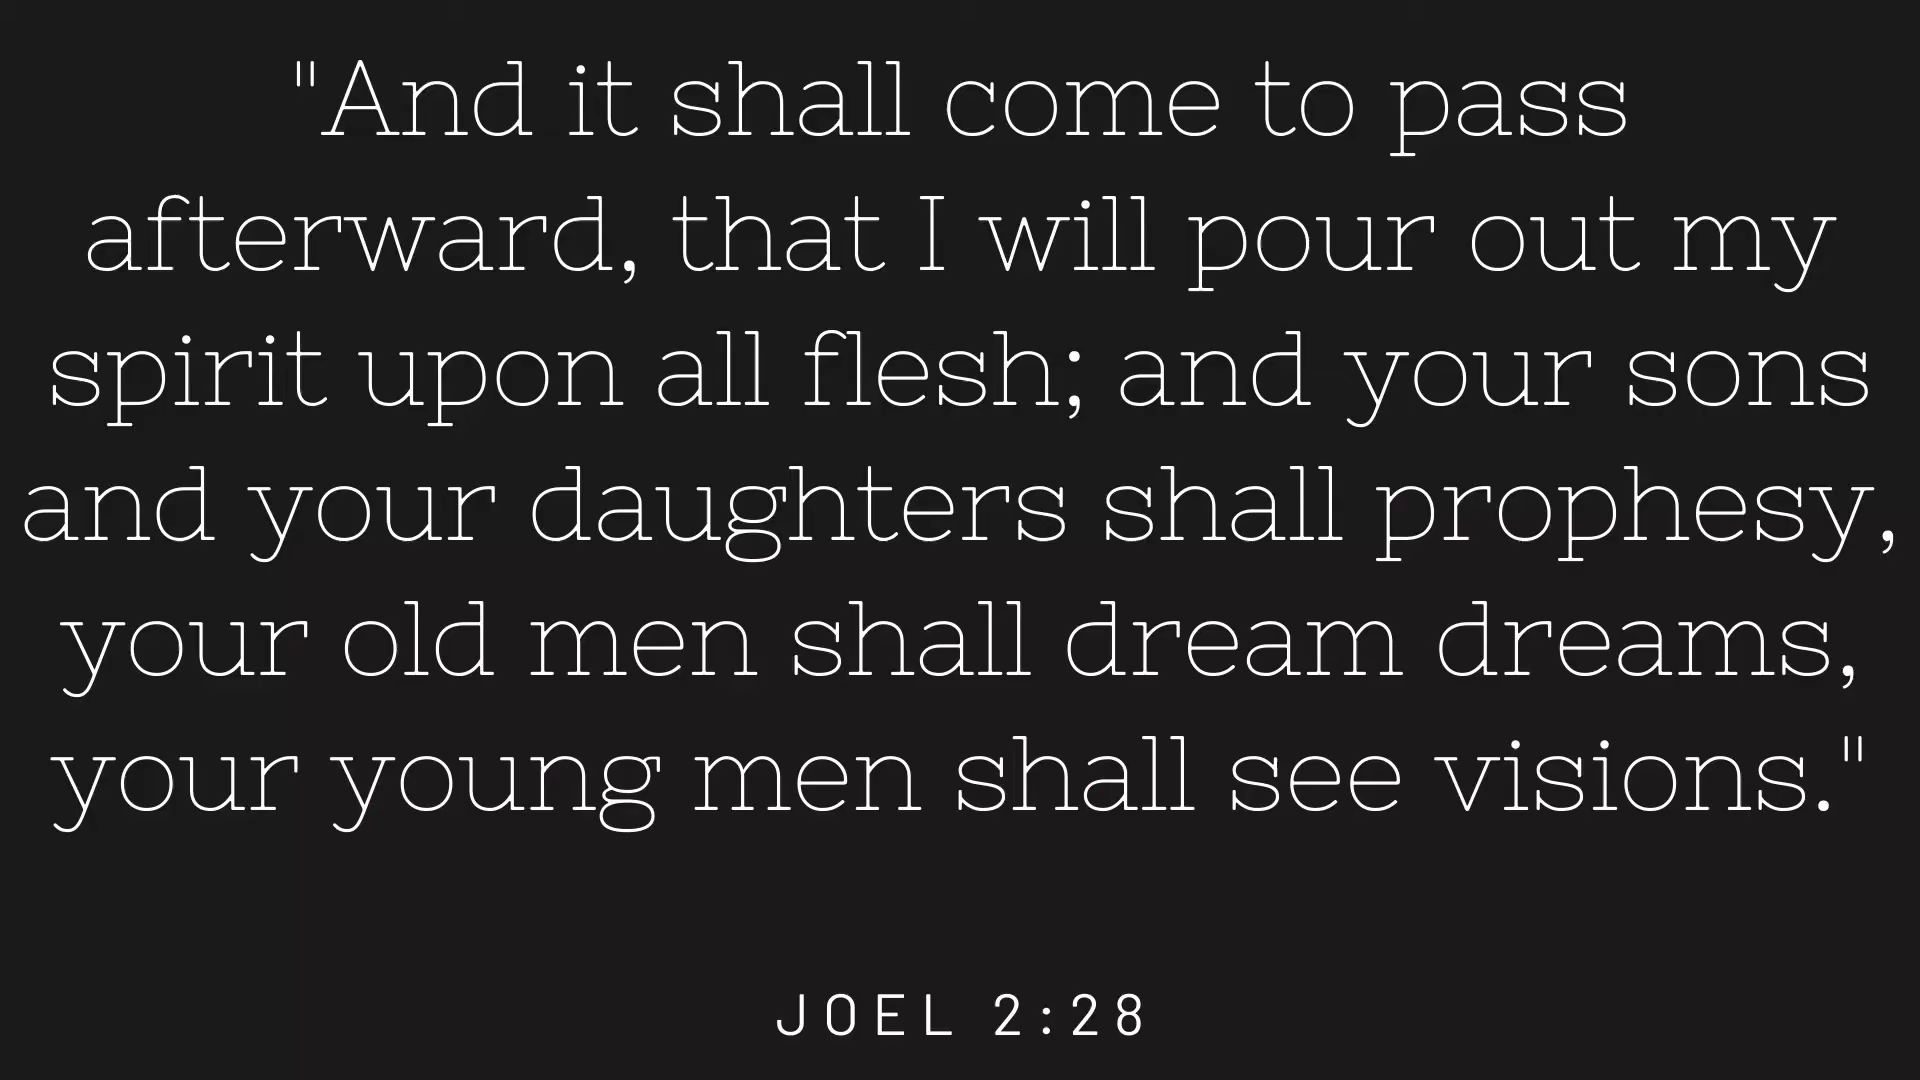 "And it shall come to pass
afterward, that I will pour out my
spirit upon all flesh; and your sons
and your daughters shall prophesy,
your old men shall dream dreams,
your young men shall see visions."
JOEL 2:28